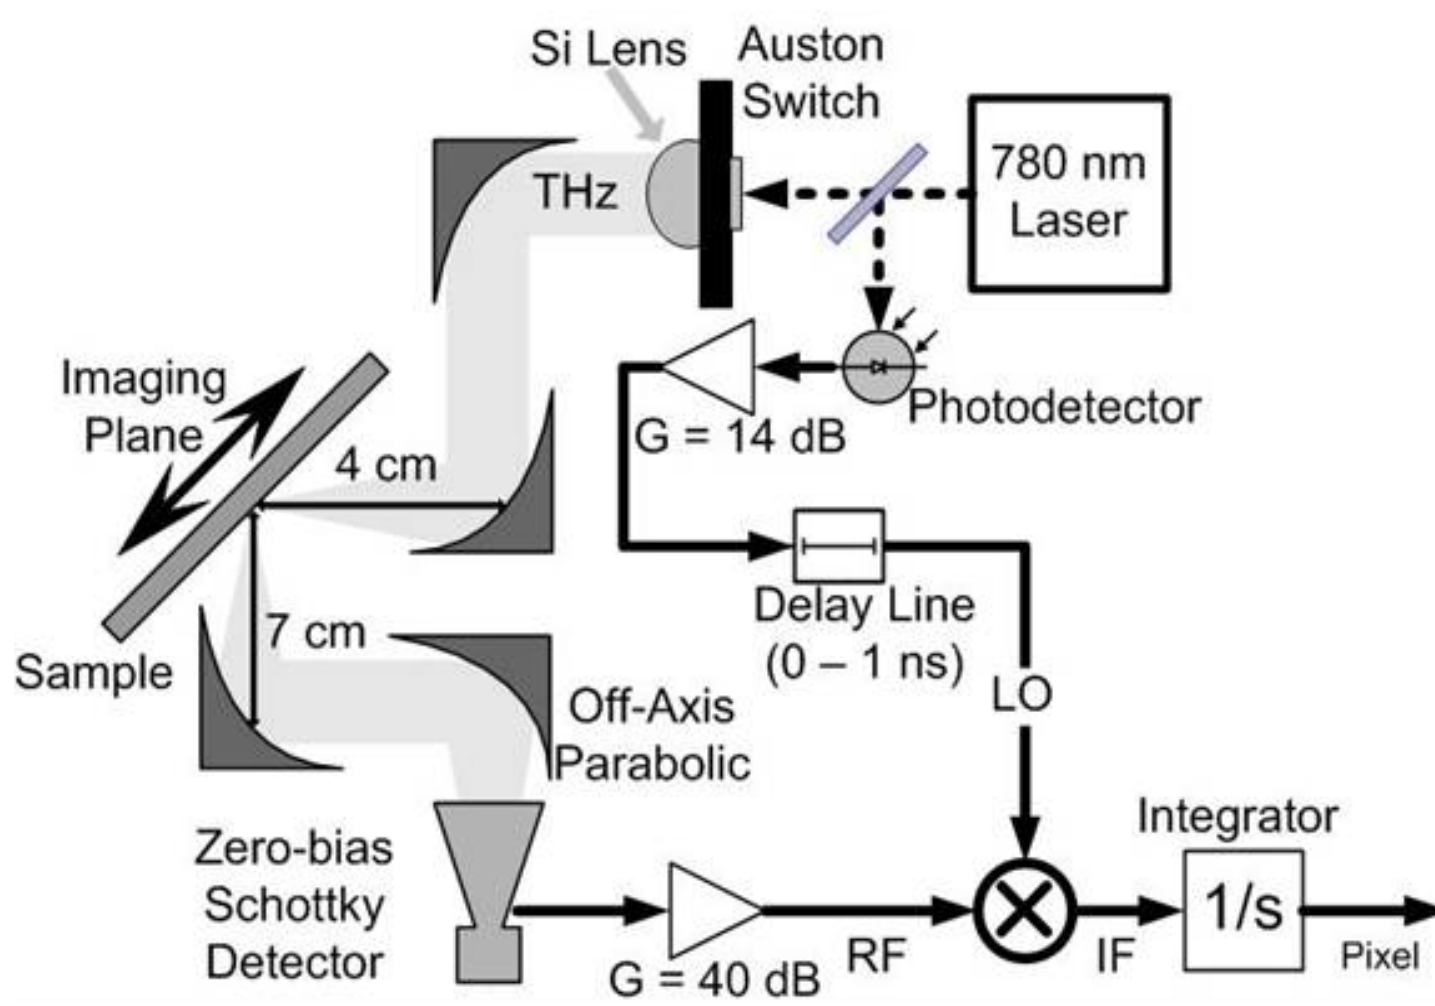 Si Lens
Auston
Switch
780 nm
Laser
THz
Imaging
Plane
Photodetector
G = 14 dB
4 cm
Delay Line
(0 – 1 ns)
7 cm
Sample
LO
Off-Axis
Parabolic
Zero-bias
Schottky
Detector
Integrator
1/s
RF
IF
Pixel
G = 40 dB